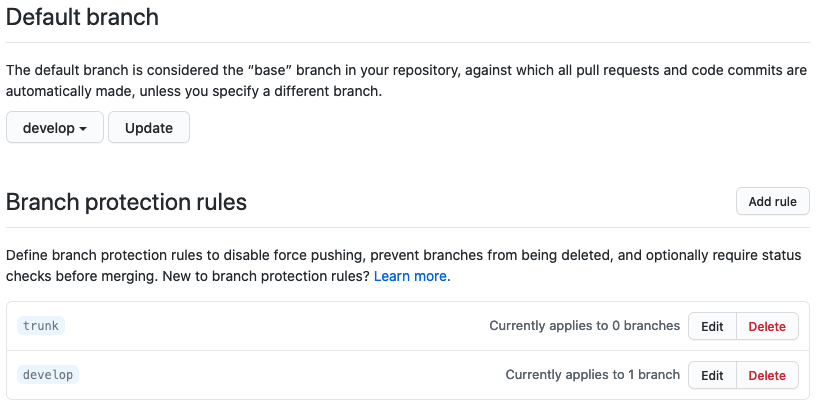 Default branch
The default branch is considered the “base” branch in your repository, against which all pull requests and code commits are
automatically made, unless you specify a different branch.
develop Update
Branch protection rules Add rule
Define branch protection rules to disable force pushing, prevent branches from being deleted, and optionally require status
checks before merging. New to branch protection rules? Learn more.
trunk Currently applies to 0 branches Edit Delete
develop Currently applies to 1 branch Edit Delete